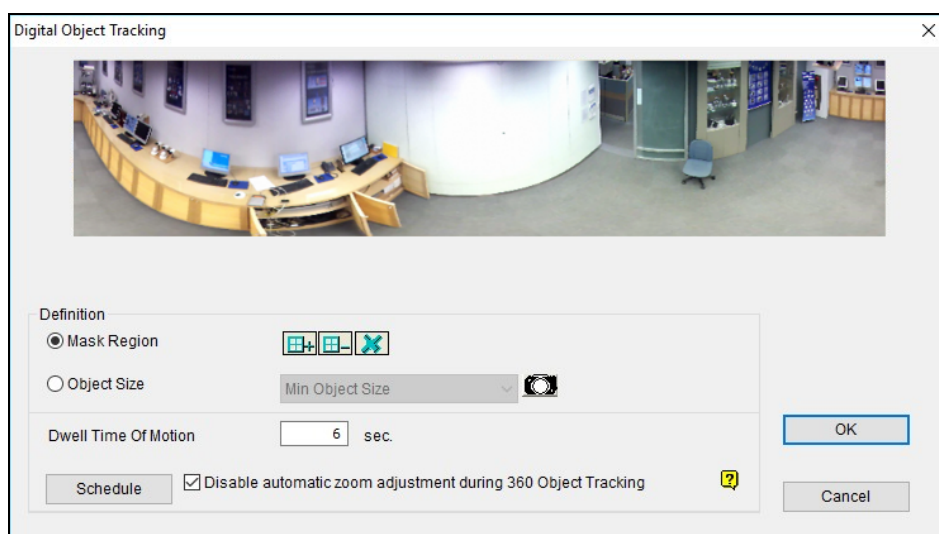 Digital Object Tracking
Definition
Mask Region
Object Size
Min Object Size
Dwell Time Of Motion
6 sec.
OK
Schedule
Disable automatic zoom adjustment during 360 Object Tracking
?
Cancel